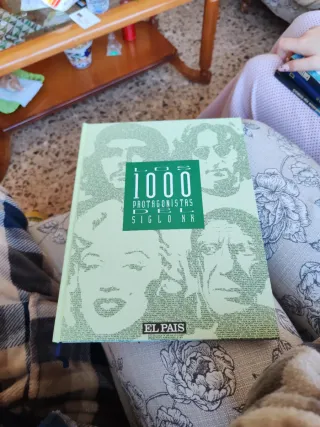 LOS
1000
PROTAGONISTAS
DEL
SIGLO XX
EL PAIS